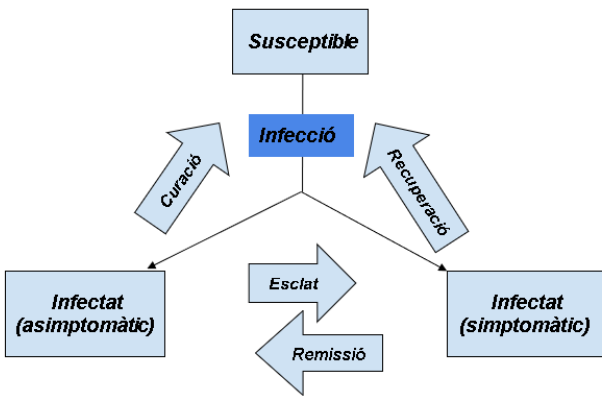 Susceptible
Infecció
Curació
Recuperació
Infectat
(asimptomàtic)
Esclat
Remissió
Infectat
(simptomàtic)